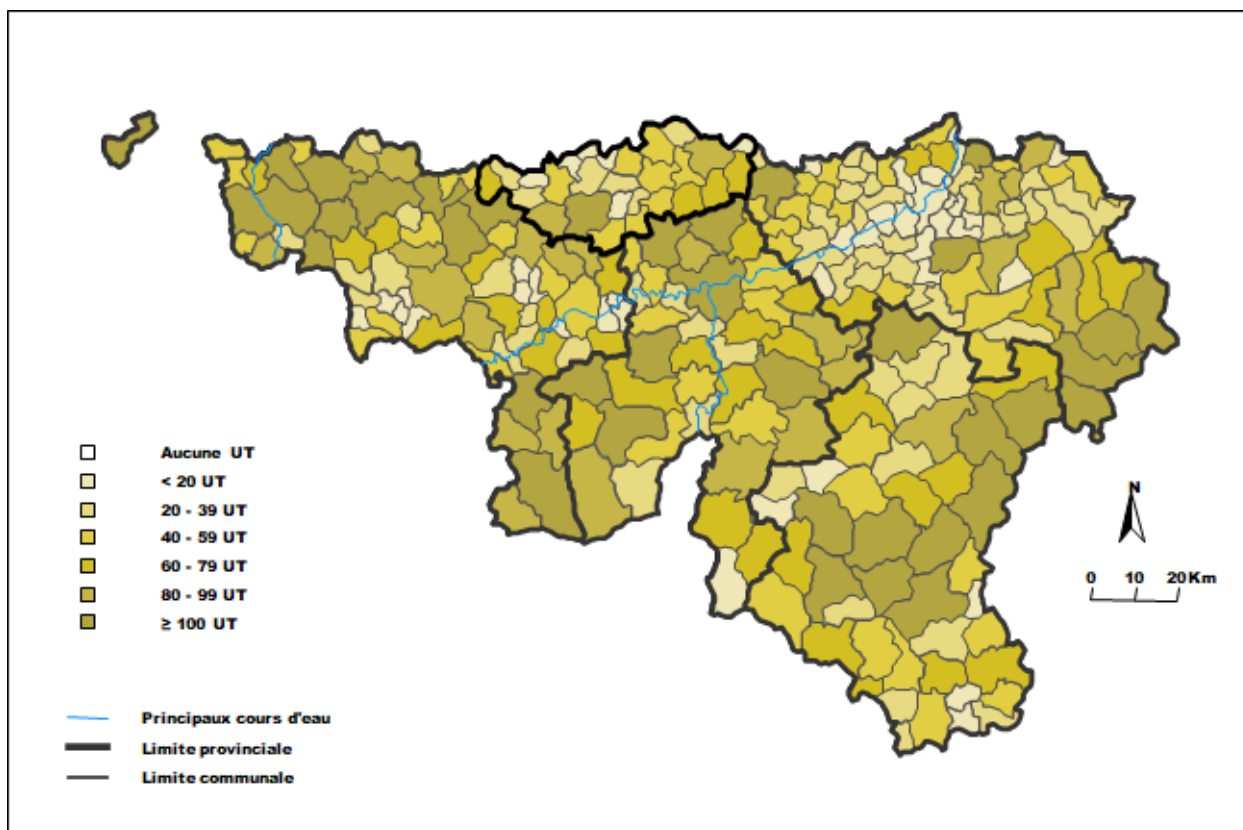 Aucune UT
< 20 UT
20 - 39 UT
40 - 59 UT
60 - 79 UT
80 - 99 UT
≥ 100 UT
Principaux cours d'eau
Limite provinciale
Limite communale
N
0 10 20Km